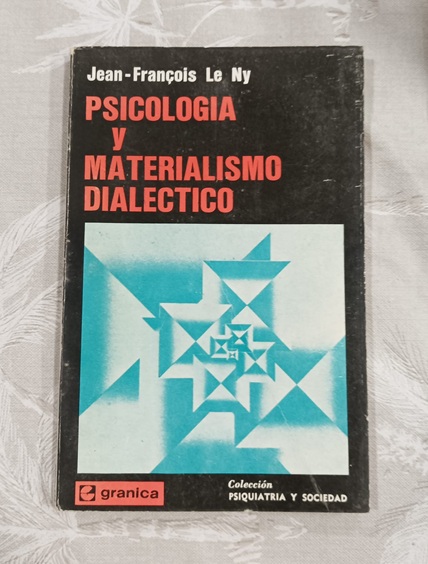 Jean-François Le Ny
PSICOLOGIA
y
MATERIALISMO
DIALECTICO
granica
Colección
PSIQUIATRIA Y SOCIEDAD